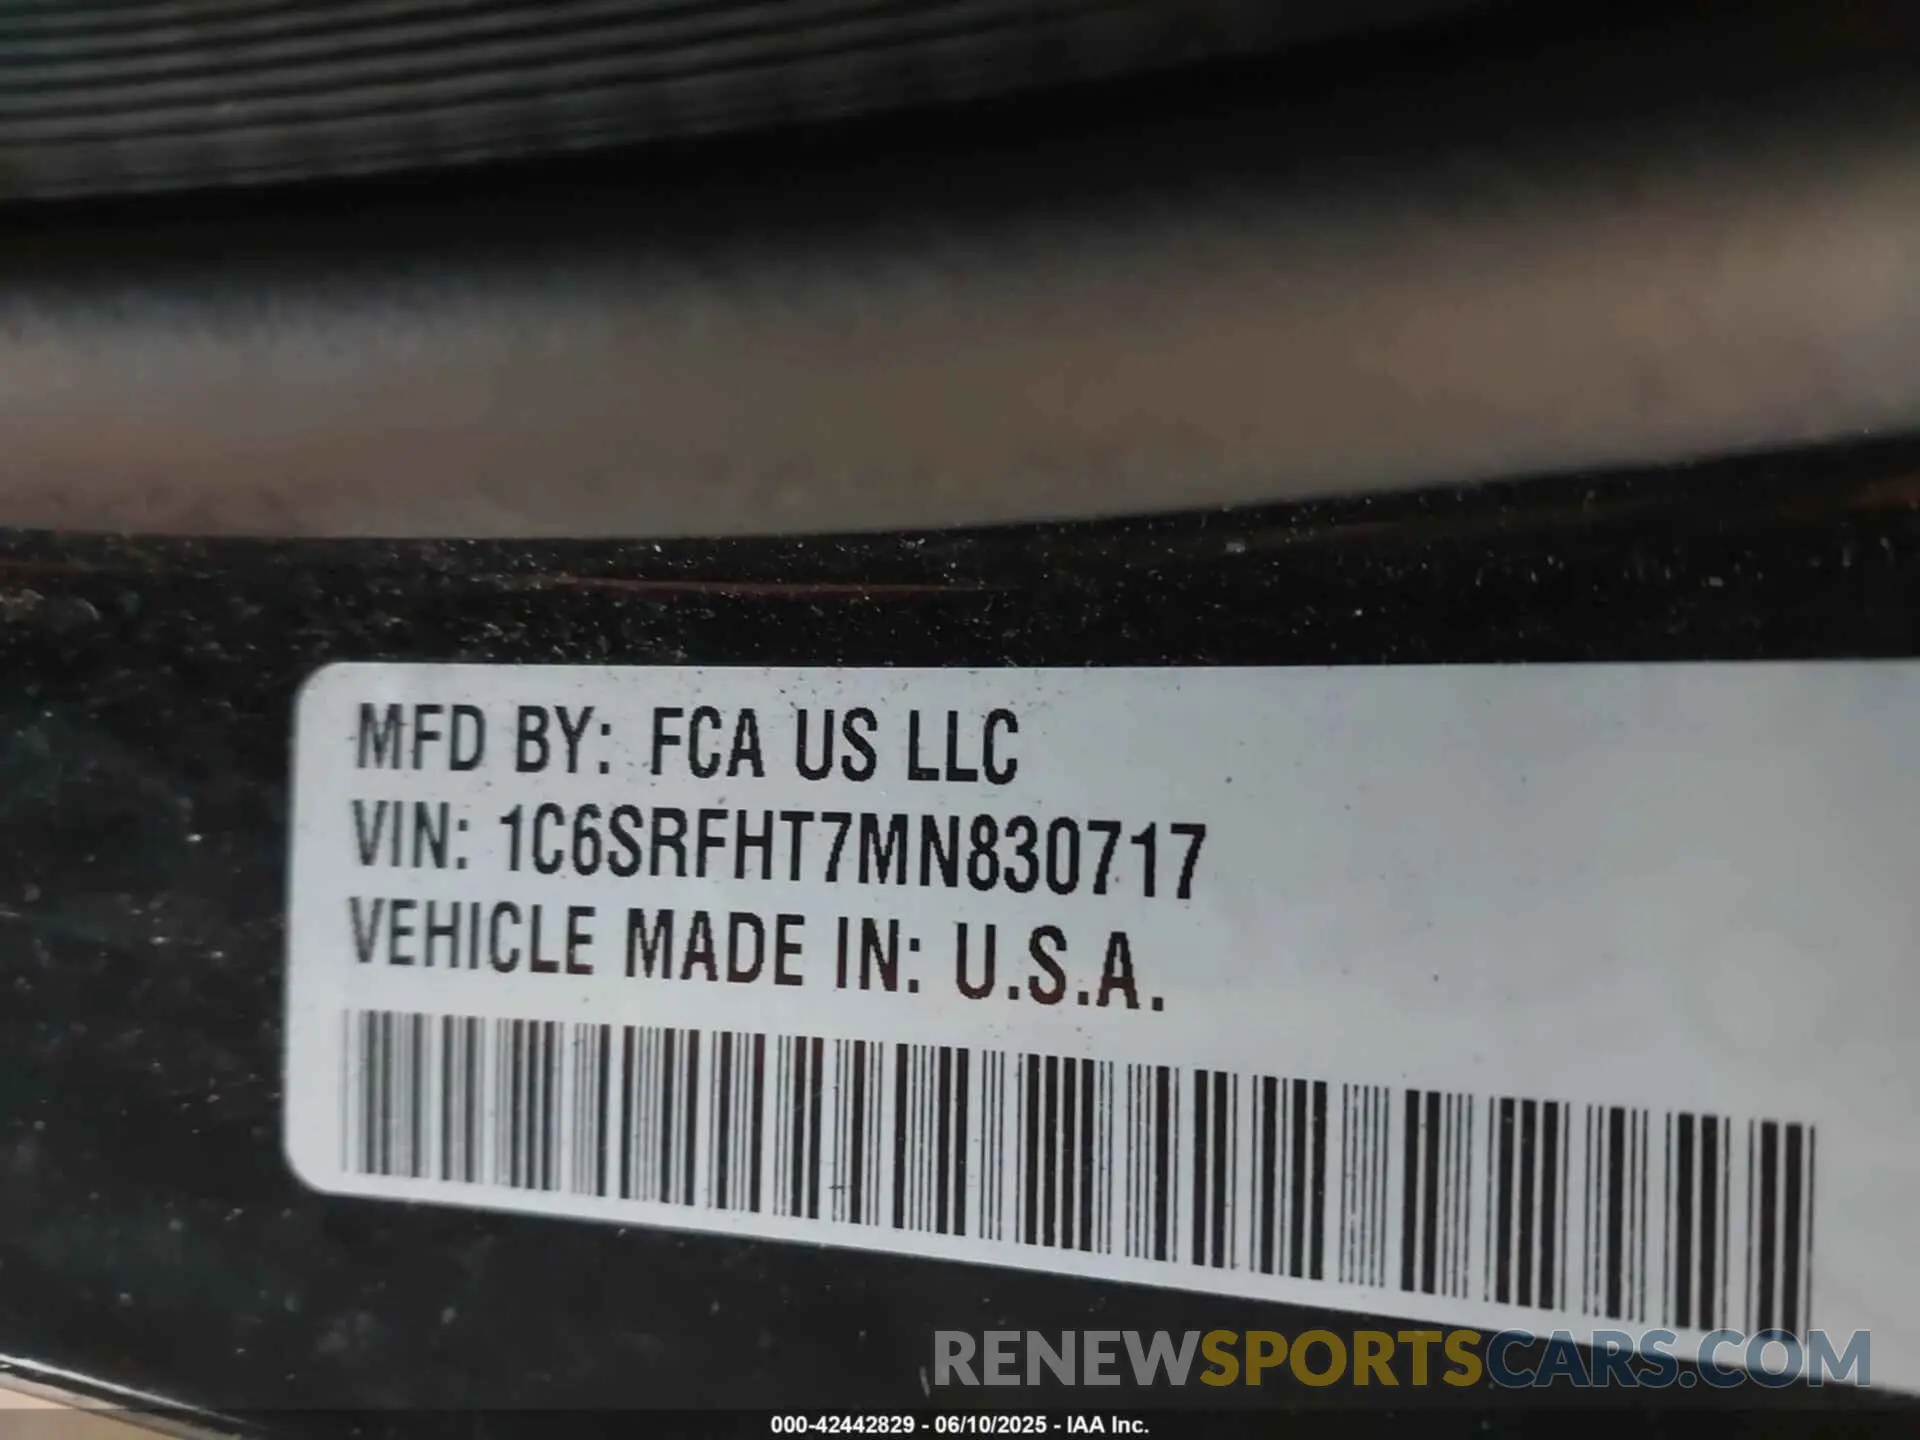 MFD BY: FCA US LLC
VIN: 1C6SRFHT7MN830717
VEHICLE MADE IN: U.S.A.
RENEWSPORTSCARS.COM
000-42442829 - 06/10/2025 - IAA Inc.